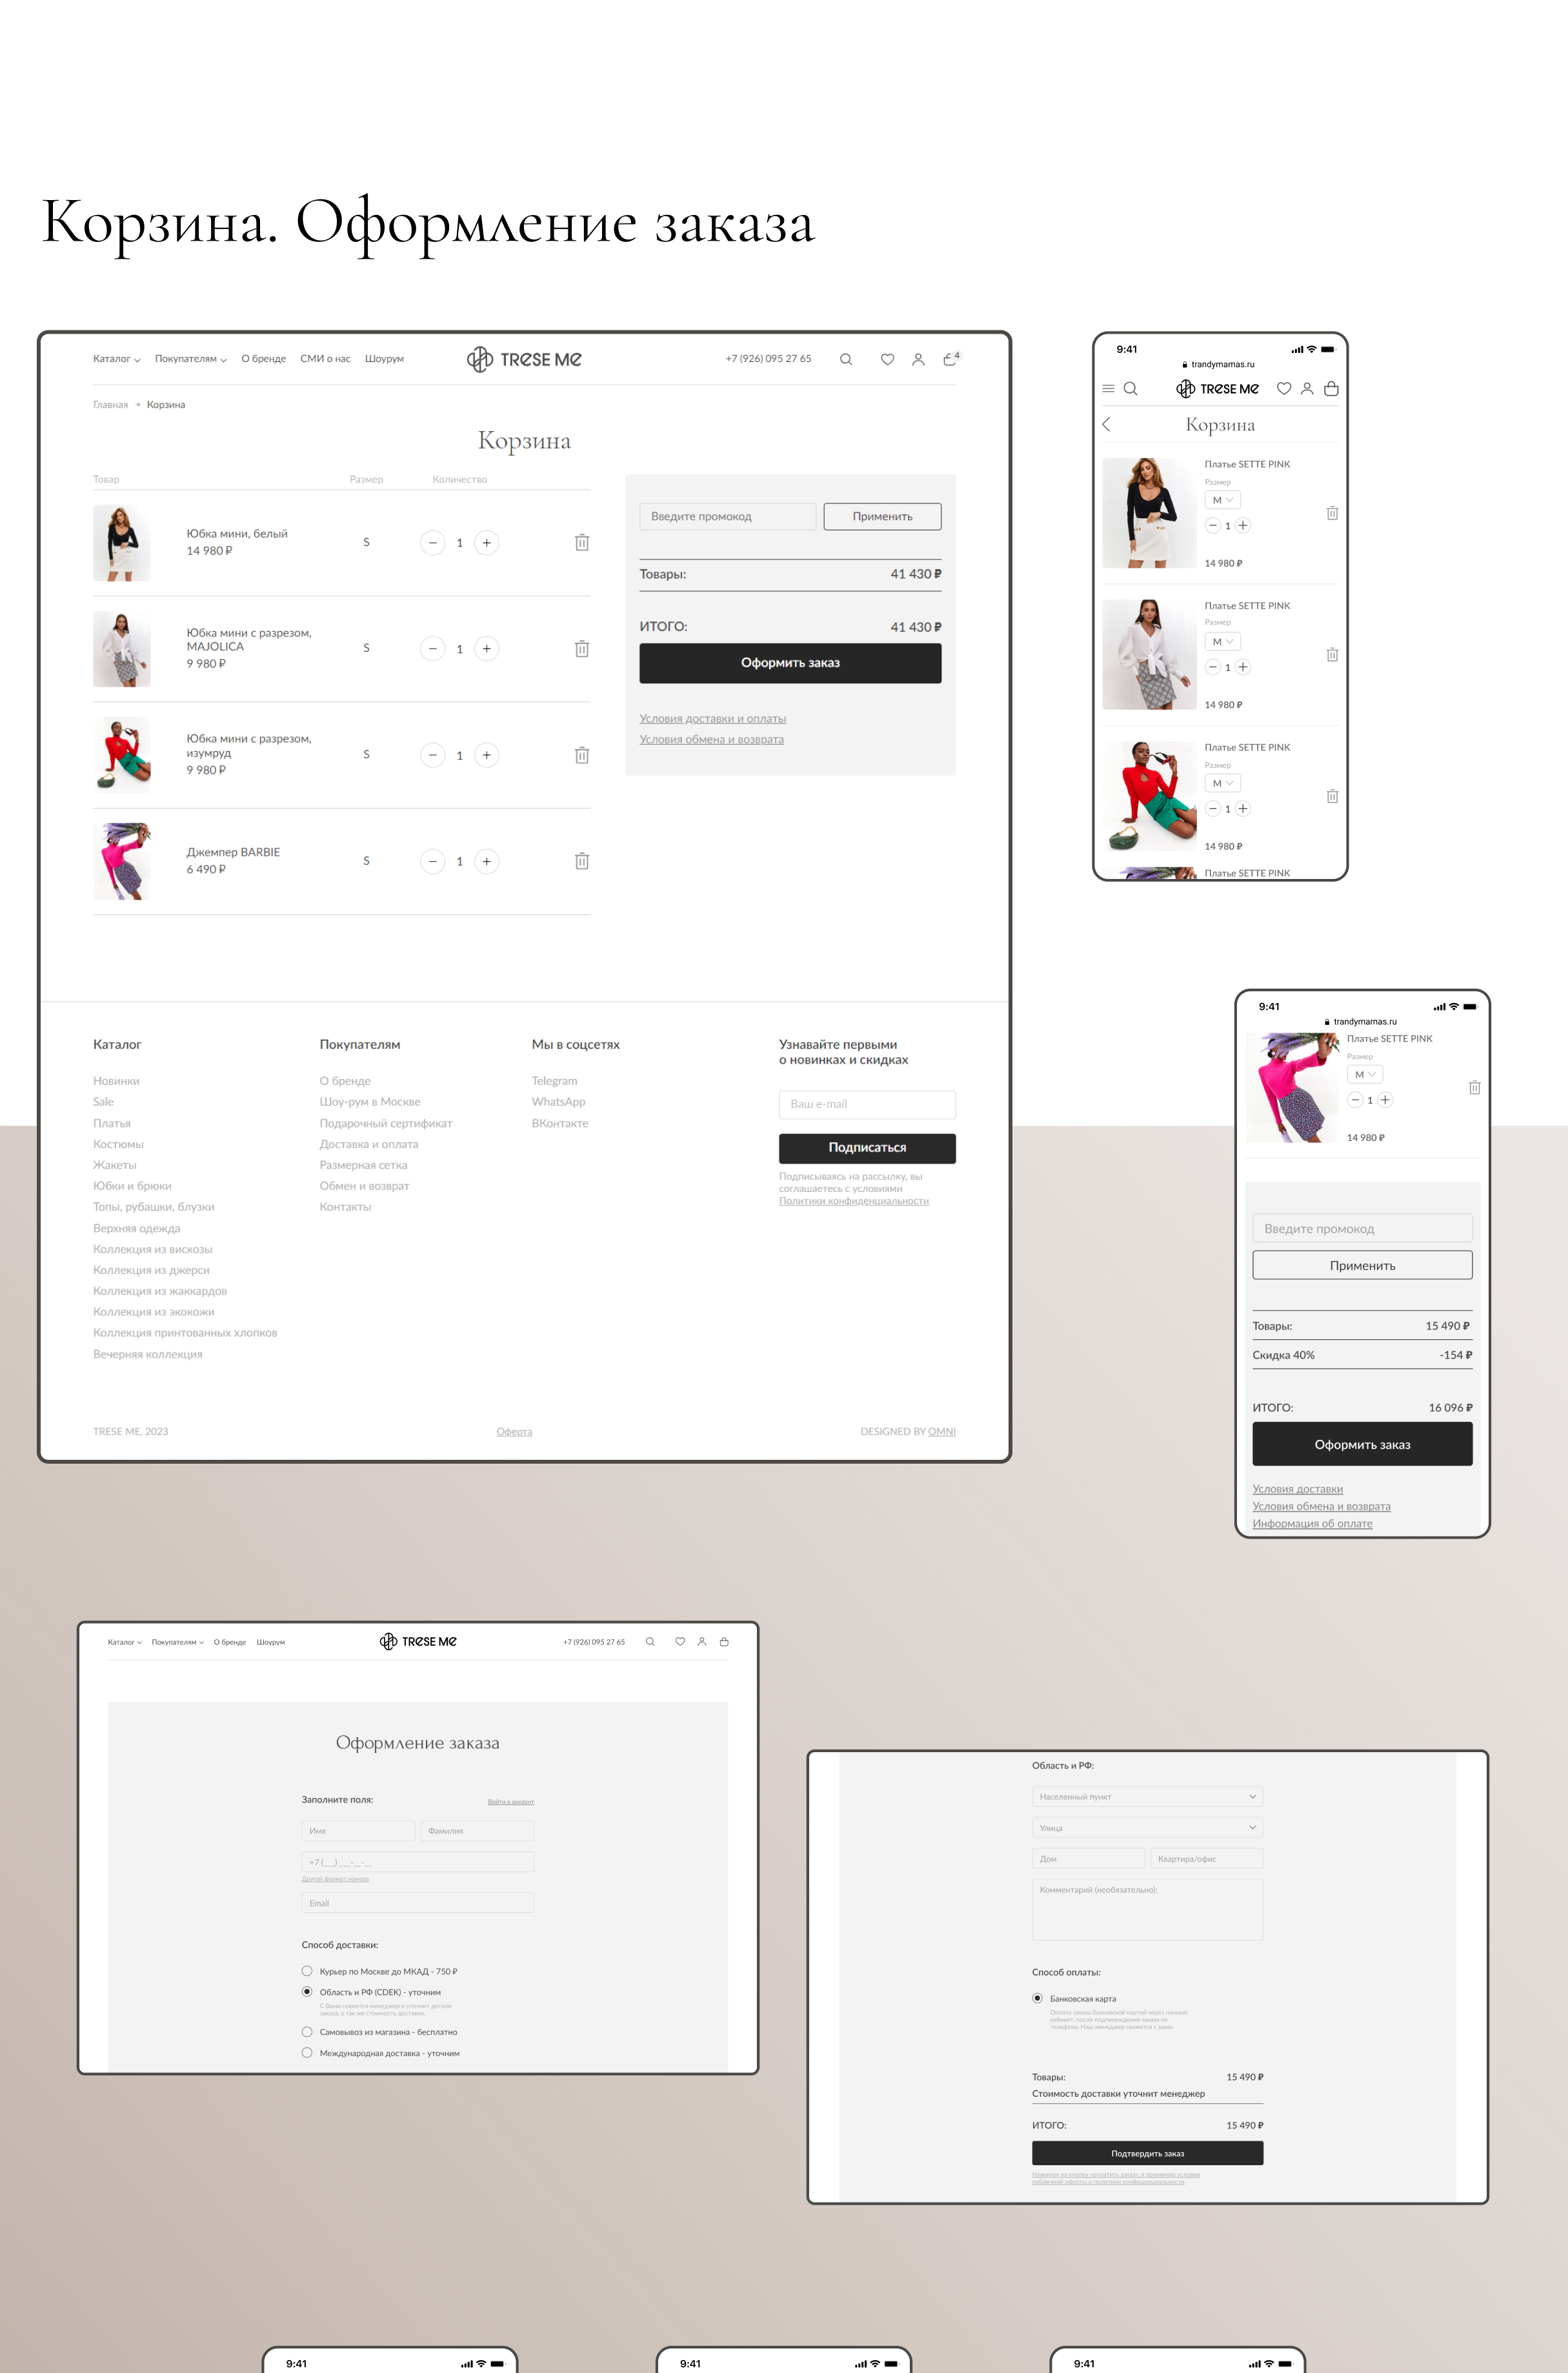 Корзина. Оформление заказа
Каталог Покупателям О бренде СМИ о нас Шоурум TRESE ME +7 (926) 095 27 65 4
Главная → Корзина
Корзина
Товар Размер Количество
Юбка мини, белый
14 980 ₽
S − 1 +
Юбка мини с разрезом,
MAJOLICA
9 980 ₽
S − 1 +
Юбка мини с разрезом,
изумруд
9 980 ₽
S − 1 +
Джемпер BARBIE
6 490 ₽
S − 1 +
Введите промокод Применить
Товары: 41 430 ₽
ИТОГО: 41 430 ₽
Оформить заказ
Условия доставки и оплаты
Условия обмена и возврата
Каталог
Новинки
Sale
Платья
Костюмы
Жакеты
Юбки и брюки
Топы, рубашки, блузки
Верхняя одежда
Коллекция из вискозы
Коллекция из джерси
Коллекция из жаккардов
Коллекция из экокожи
Коллекция принтованных хлопков
Вечерняя коллекция
Покупателям
О бренде
Шоу-рум в Москве
Подарочный сертификат
Доставка и оплата
Размерная сетка
Обмен и возврат
Контакты
Мы в соцсетях
Telegram
WhatsApp
ВКонтакте
Узнавайте первыми
о новинках и скидках
Ваш e-mail
Подписаться
Подписываясь на рассылку, вы
соглашаетесь с условиями
Политики конфиденциальности
TRESE ME, 2023 Оферта DESIGNED BY OMNI
9:41
trandymamas.ru
TRESE ME
Корзина
Платье SETTE PINK
Размер
M
− 1 +
14 980 ₽
Платье SETTE PINK
Размер
M
− 1 +
14 980 ₽
Платье SETTE PINK
Размер
M
− 1 +
14 980 ₽
Платье SETTE PINK
9:41
trandymamas.ru
Платье SETTE PINK
Размер
M
− 1 +
14 980 ₽
Введите промокод
Применить
Товары: 15 490 ₽
Скидка 40% -154 ₽
ИТОГО: 16 096 ₽
Оформить заказ
Условия доставки
Условия обмена и возврата
Информация об оплате
Каталог Покупателям О бренде Шоурум TRESE ME +7 (926) 095 27 65
Оформление заказа
Заполните поля: Войти в аккаунт
Имя Фамилия
+7 (___) ___-__-__
Другой формат номера
Email
Способ доставки:
Курьер по Москве до МКАД - 750 ₽
Область и РФ (CDEK) - уточним
С Вами свяжется менеджер и уточнит детали
заказа, а так же стоимость доставки.
Самовывоз из магазина - бесплатно
Международная доставка - уточним
Область и РФ:
Населенный пункт
Улица
Дом Квартира/офис
Комментарий (необязательно):
Способ оплаты:
Банковская карта
Оплата заказа банковской картой через личный
кабинет, после подтверждения заказа по
телефону. Наш менеджер свяжется с вами.
Товары: 15 490 ₽
Стоимость доставки уточнит менеджер
ИТОГО: 15 490 ₽
Подтвердить заказ
Нажимая на кнопку «оплатить заказ», я принимаю условия
публичной оферты и политики конфиденциальности
9:41
9:41
9:41